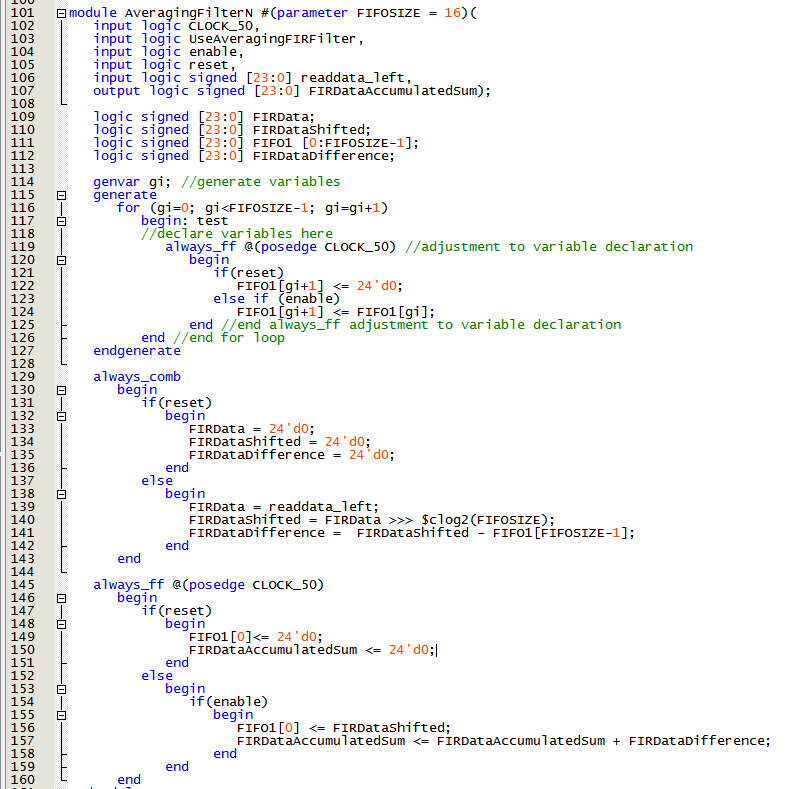 101 module AveragingFilterN #(parameter FIFOSIZE = 16)(
102 input logic CLOCK_50,
103 input logic UseAveragingFIRFilter,
104 input logic enable,
105 input logic reset,
106 input logic signed [23:0] readdata_left,
107 output logic signed [23:0] FIRDataAccumulatedSum);
108
109 logic signed [23:0] FIRData;
110 logic signed [23:0] FIRDataShifted;
111 logic signed [23:0] FIFO1 [0:FIFOSIZE-1];
112 logic signed [23:0] FIRDataDifference;
113
114 genvar gi; //generate variables
115 generate
116 for (gi=0; gi<FIFOSIZE-1; gi=gi+1)
117 begin: test
118 //declare variables here
119 always_ff @(posedge CLOCK_50) //adjustment to variable declaration
120 begin
121 if(reset)
122 FIFO1[gi+1] <= 24'd0;
123 else if (enable)
124 FIFO1[gi+1] <= FIFO1[gi];
125 end //end always_ff adjustment to variable declaration
126 end //end for loop
127 endgenerate
128
129 always_comb
130 begin
131 if(reset)
132 begin
133 FIRData = 24'd0;
134 FIRDataShifted = 24'd0;
135 FIRDataDifference = 24'd0;
136 end
137 else
138 begin
139 FIRData = readdata_left;
140 FIRDataShifted = FIRData >>> $clog2(FIFOSIZE);
141 FIRDataDifference =  FIRDataShifted - FIFO1[FIFOSIZE-1];
142 end
143 end
144
145 always_ff @(posedge CLOCK_50)
146 begin
147 if(reset)
148 begin
149 FIFO1[0]<= 24'd0;
150 FIRDataAccumulatedSum <= 24'd0;
151 end
152 else
153 begin
154 if(enable)
155 begin
156 FIFO1[0] <= FIRDataShifted;
157 FIRDataAccumulatedSum <= FIRDataAccumulatedSum + FIRDataDifference;
158 end
159 end
160 end